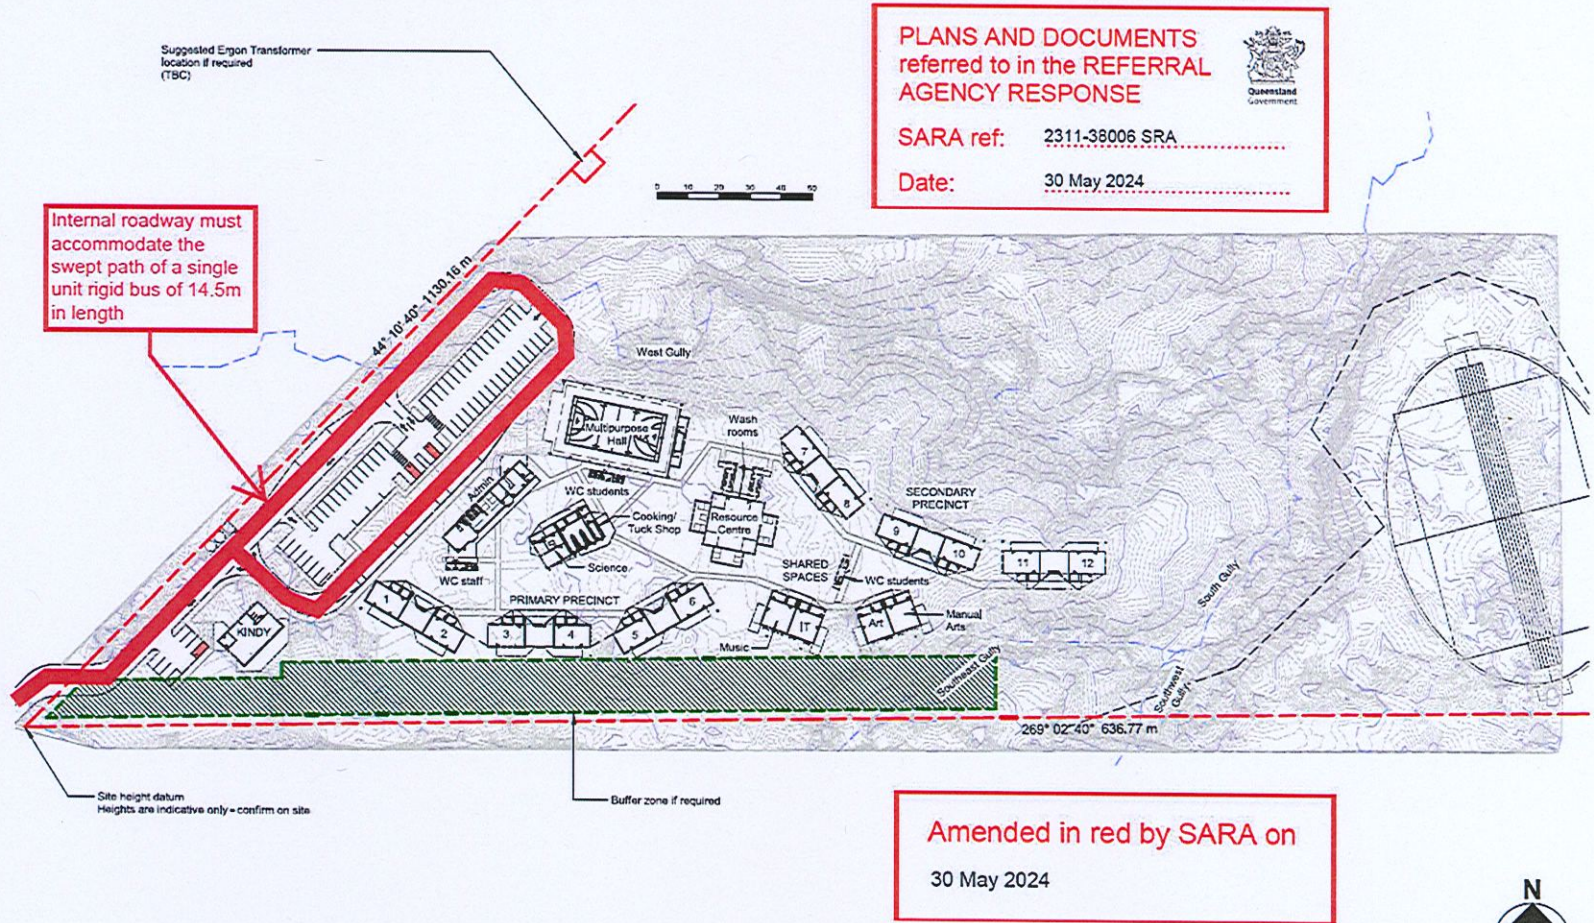 Suggested Ergon Transformer
location if required
(TBC)
PLANS AND DOCUMENTS
referred to in the REFERRAL
AGENCY RESPONSE
Queensland
Government
SARA ref: 2311-38006 SRA
Date: 30 May 2024
0 10 20 30 40 50
Internal roadway must
accommodate the
swept path of a single
unit rigid bus of 14.5m
in length
44°-10'-40"-1130.16 m
West Gully
Multipurpose
Hall
Wash
rooms
7
8
Admin
WC students
Cooking/
Tuck Shop
Resource
Centre
SECONDARY
PRECINCT
9
10
11
12
Science
WC staff
SHARED
SPACES
WC students
South Gully
PRIMARY PRECINCT
1
2
3
4
5
6
KINDY
Music
IT
Art
Manual
Arts
Southeast Gully
Southwest
Gully
269° 02'-40" 636.77 m
Site height datum
Heights are indicative only - confirm on site
Buffer zone if required
Amended in red by SARA on
30 May 2024
N